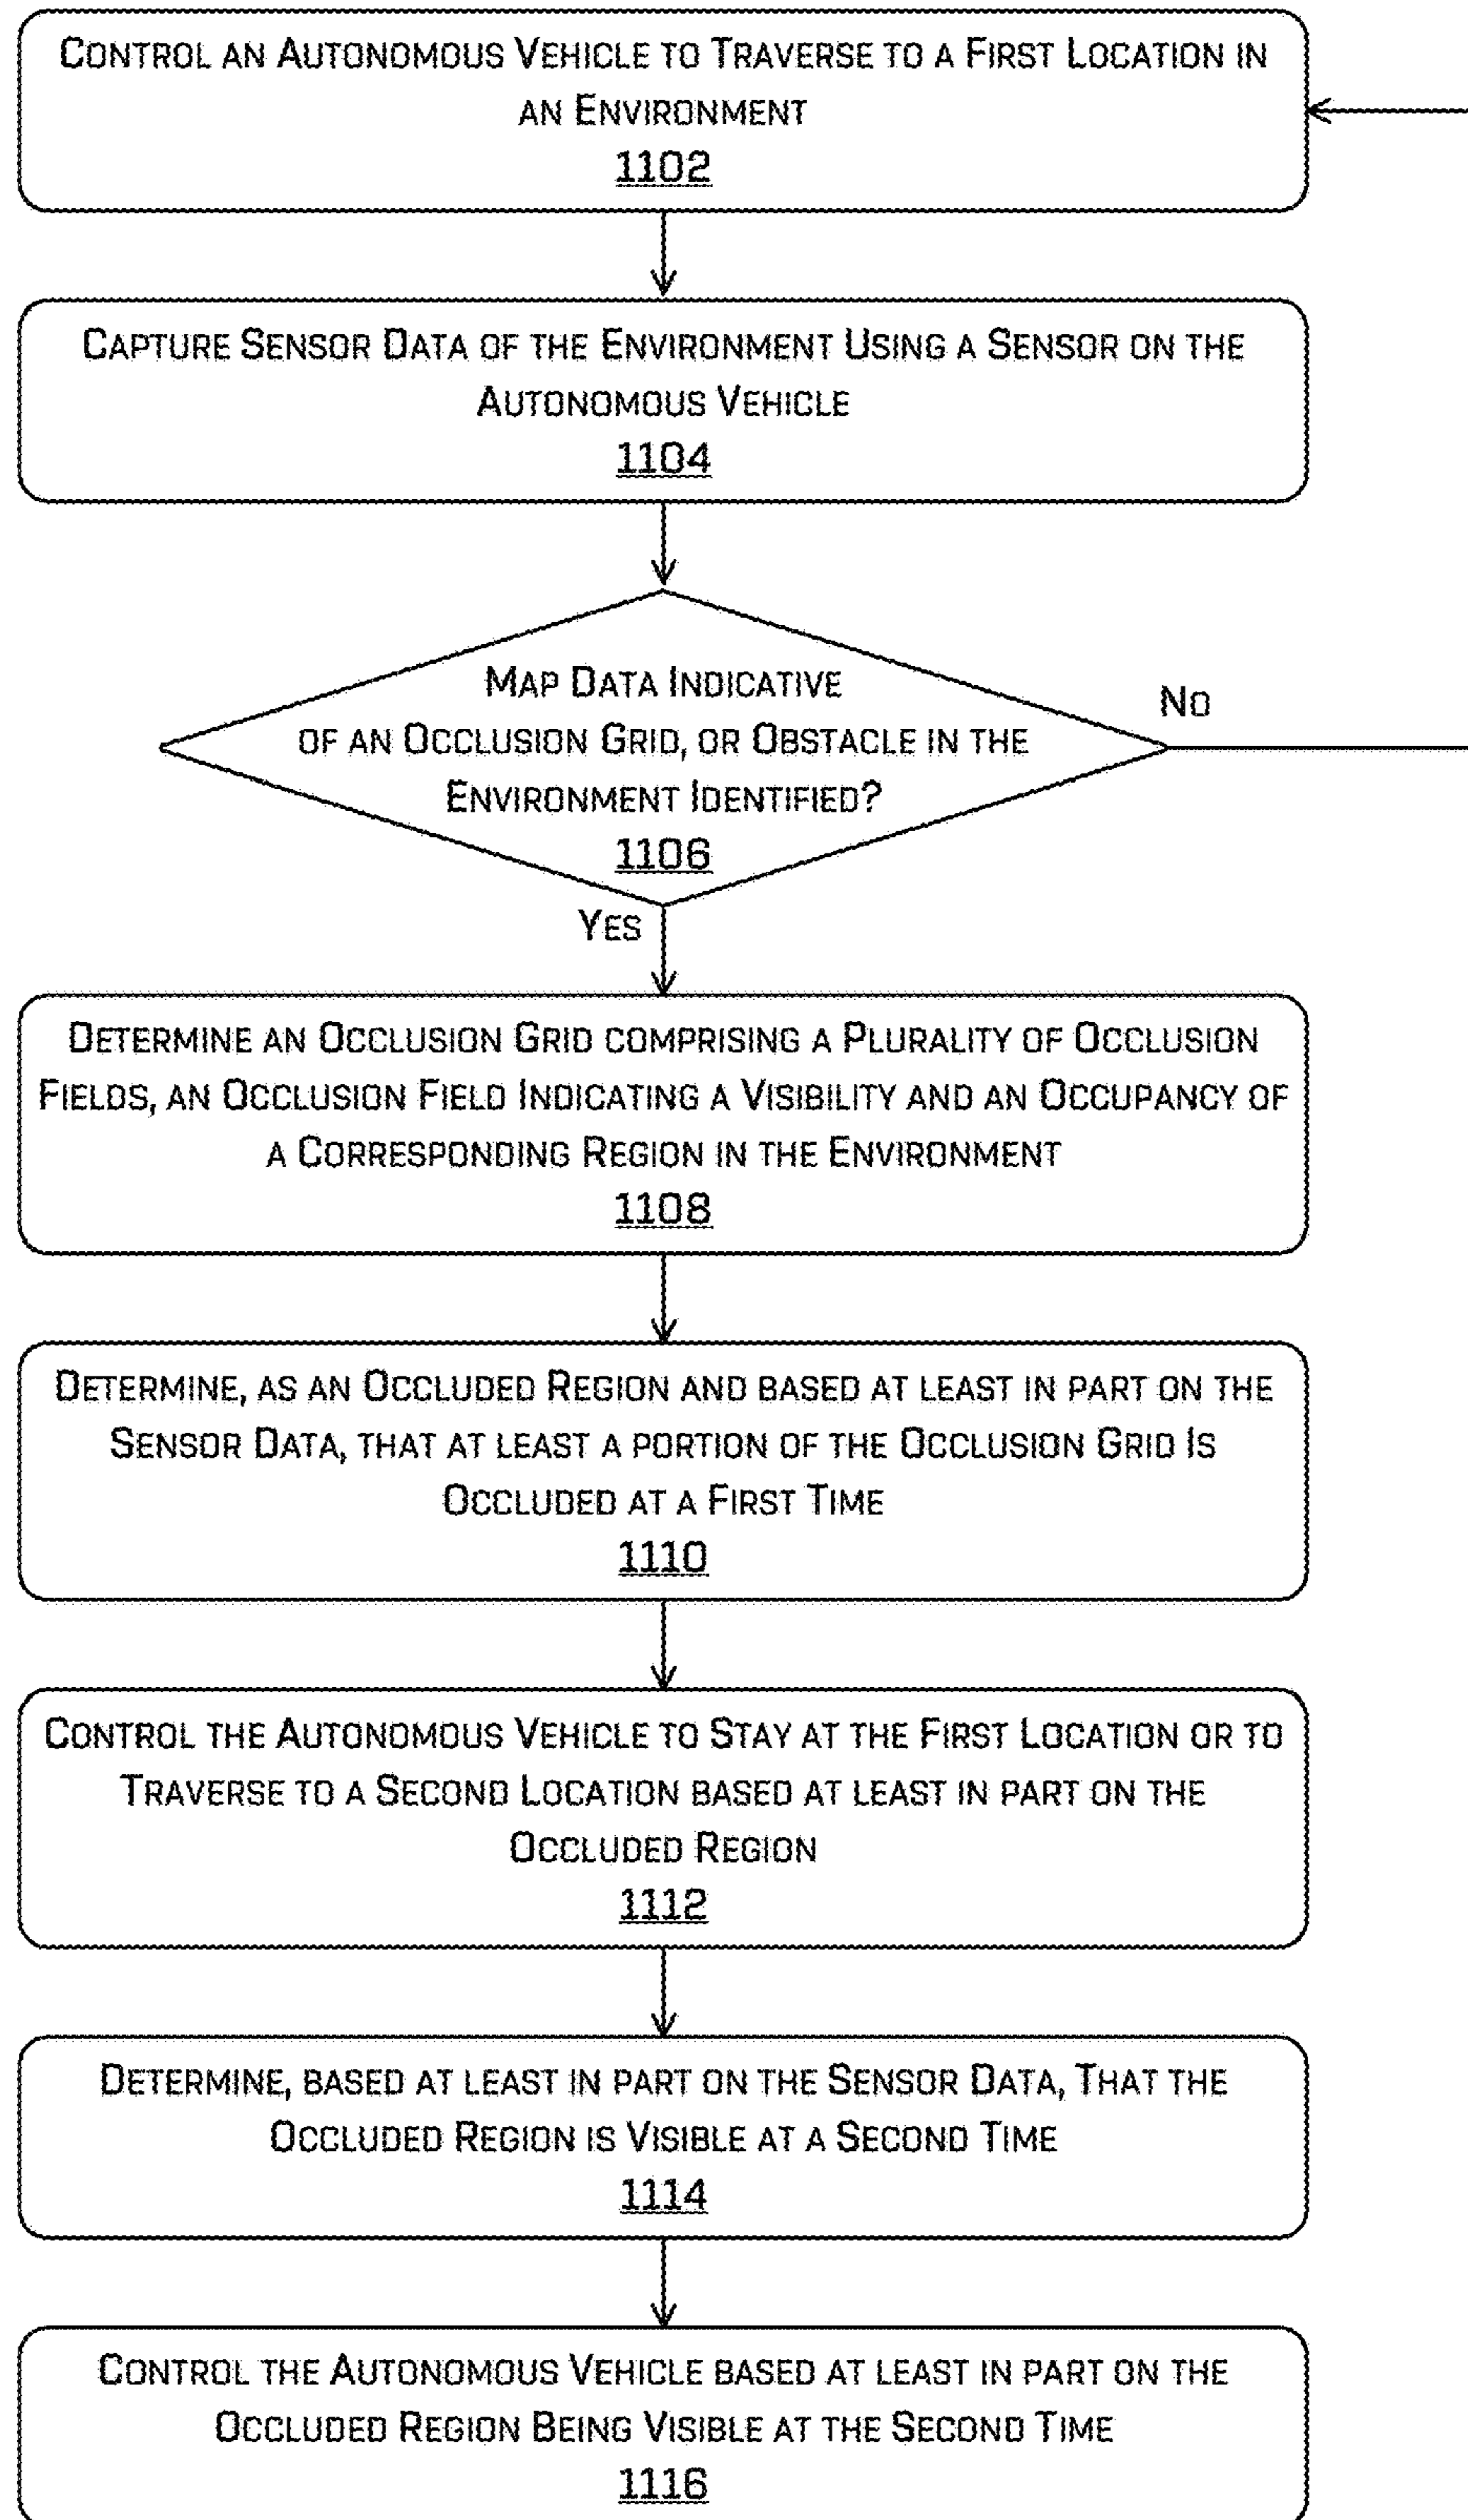 Control an Autonomous Vehicle to Traverse to a First Location in
an Environment
1102
Capture Sensor Data of the Environment Using a Sensor on the
Autonomous Vehicle
1104
Map Data Indicative
No
of an Occlusion Grid, or Obstacle in the
Environment Identified?
1106
Yes
Determine an Occlusion Grid comprising a Plurality of Occlusion
Fields, an Occlusion Field Indicating a Visibility and an Occupancy of
a Corresponding Region in the Environment
1108
Determine, as an Occluded Region and based at least in part on the
Sensor Data, that at least a portion of the Occlusion Grid Is
Occluded at a First Time
1110
Control the Autonomous Vehicle to Stay at the First Location or to
Traverse to a Second Location based at least in part on the
Occluded Region
1112
Determine, based at least in part on the Sensor Data, That the
Occluded Region is Visible at a Second Time
1114
Control the Autonomous Vehicle based at least in part on the
Occluded Region Being Visible at the Second Time
1116